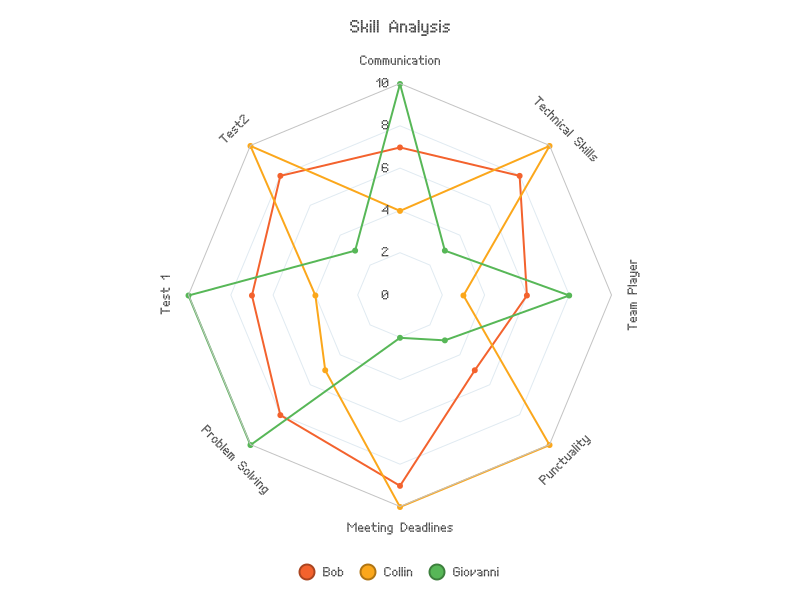 Skill Analysis
Communication
Technical Skills
Team Player
Punctuality
Meeting Deadlines
Problem Solving
Test 1
Test2
10
8
6
4
2
0
Bob
Collin
Giovanni